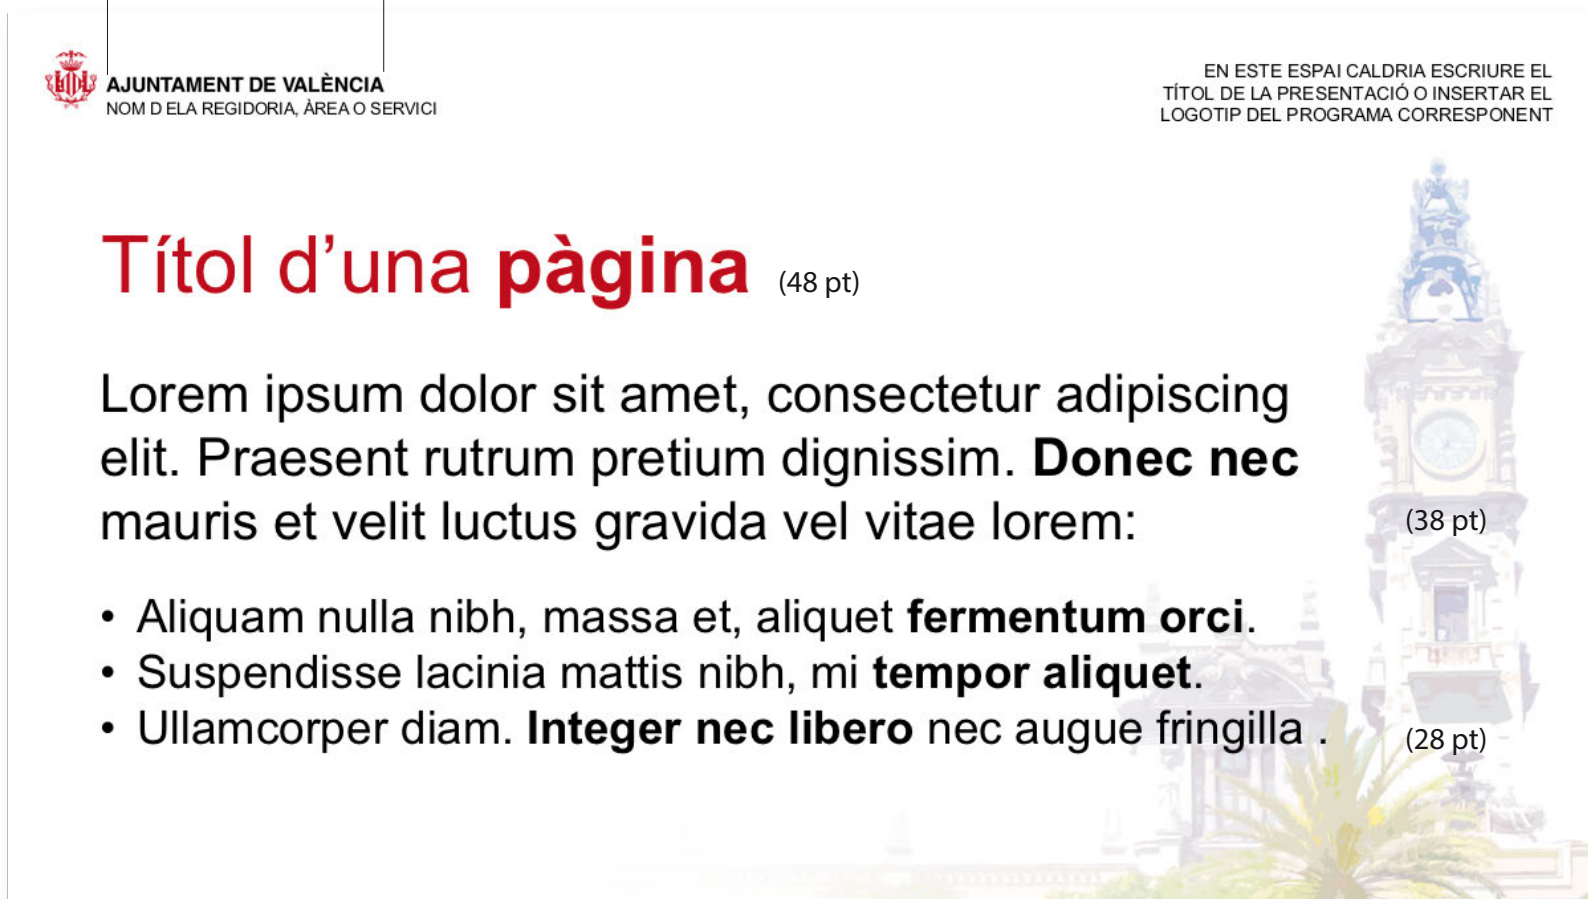 AJUNTAMENT DE VALÈNCIA
NOM D ELA REGIDORIA, ÀREA O SERVICI
EN ESTE ESPAI CALDRIA ESCRIURE EL
TÍTOL DE LA PRESENTACIÓ O INSERTAR EL
LOGOTIP DEL PROGRAMA CORRESPONENT
Títol d’una pàgina (48 pt)
Lorem ipsum dolor sit amet, consectetur adipiscing
elit. Praesent rutrum pretium dignissim. Donec nec
mauris et velit luctus gravida vel vitae lorem: (38 pt)
• Aliquam nulla nibh, massa et, aliquet fermentum orci.
• Suspendisse lacinia mattis nibh, mi tempor aliquet.
• Ullamcorper diam. Integer nec libero nec augue fringilla . (28 pt)